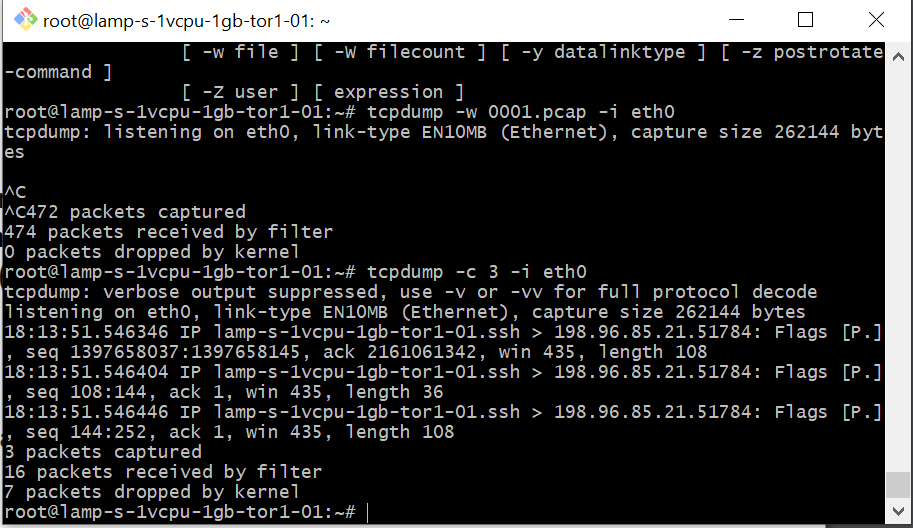 root@lamp-s-1vcpu-1gb-tor1-01: ~
[ -w file ] [ -W filecount ] [ -y datalinktype ] [ -z postrotate
-command ]
[ -Z user ] [ expression ]
root@lamp-s-1vcpu-1gb-tor1-01:~# tcpdump -w 0001.pcap -i eth0
tcpdump: listening on eth0, link-type EN10MB (Ethernet), capture size 262144 byt
es
^C
^C472 packets captured
474 packets received by filter
0 packets dropped by kernel
root@lamp-s-1vcpu-1gb-tor1-01:~# tcpdump -c 3 -i eth0
tcpdump: verbose output suppressed, use -v or -vv for full protocol decode
listening on eth0, link-type EN10MB (Ethernet), capture size 262144 bytes
18:13:51.546346 IP lamp-s-1vcpu-1gb-tor1-01.ssh > 198.96.85.21.51784: Flags [P.]
, seq 1397658037:1397658145, ack 2161061342, win 435, length 108
18:13:51.546404 IP lamp-s-1vcpu-1gb-tor1-01.ssh > 198.96.85.21.51784: Flags [P.]
, seq 108:144, ack 1, win 435, length 36
18:13:51.546446 IP lamp-s-1vcpu-1gb-tor1-01.ssh > 198.96.85.21.51784: Flags [P.]
, seq 144:252, ack 1, win 435, length 108
3 packets captured
16 packets received by filter
7 packets dropped by kernel
root@lamp-s-1vcpu-1gb-tor1-01:~#